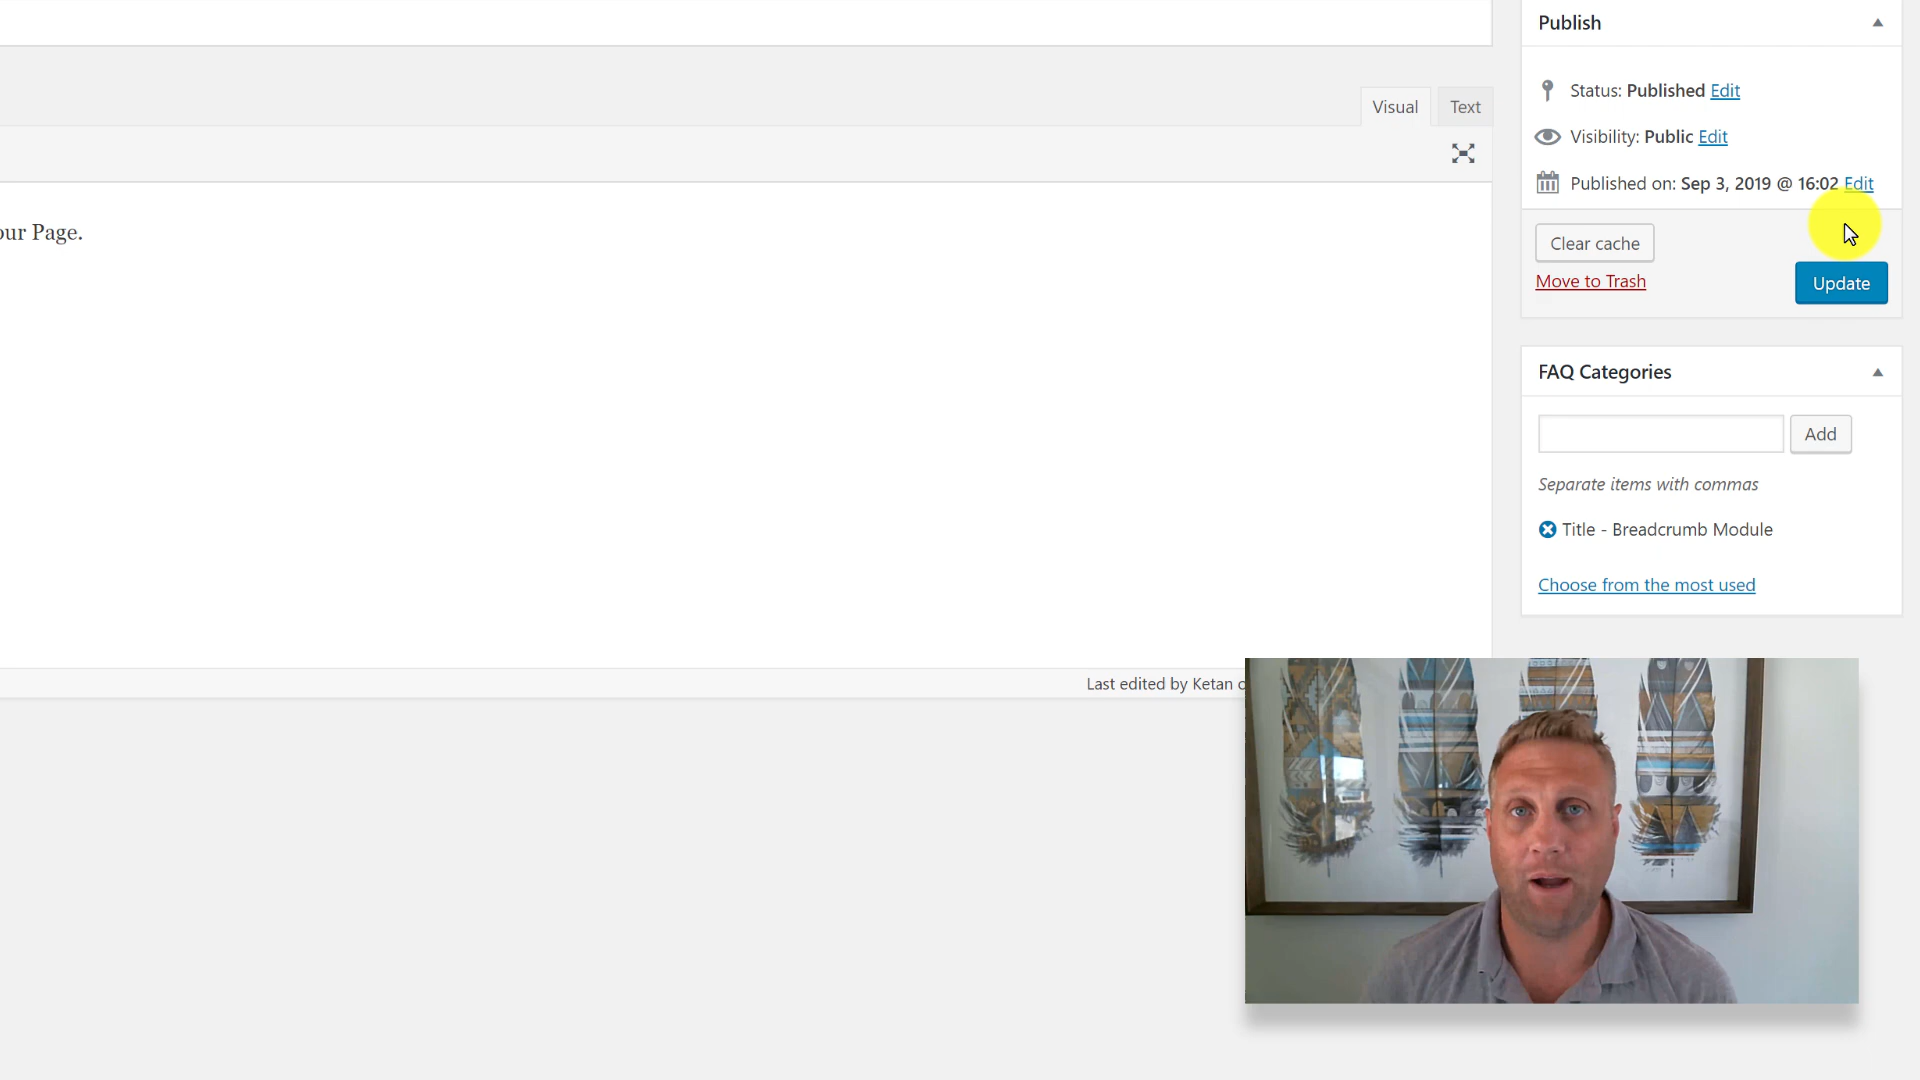 Publish
Visual
Text
Status: Published Edit
Visibility: Public Edit
Published on: Sep 3, 2019 @ 16:02 Edit
our Page.
Clear cache
Move to Trash
Update
FAQ Categories
Add
Separate items with commas
Title - Breadcrumb Module
Choose from the most used
Last edited by Ketan